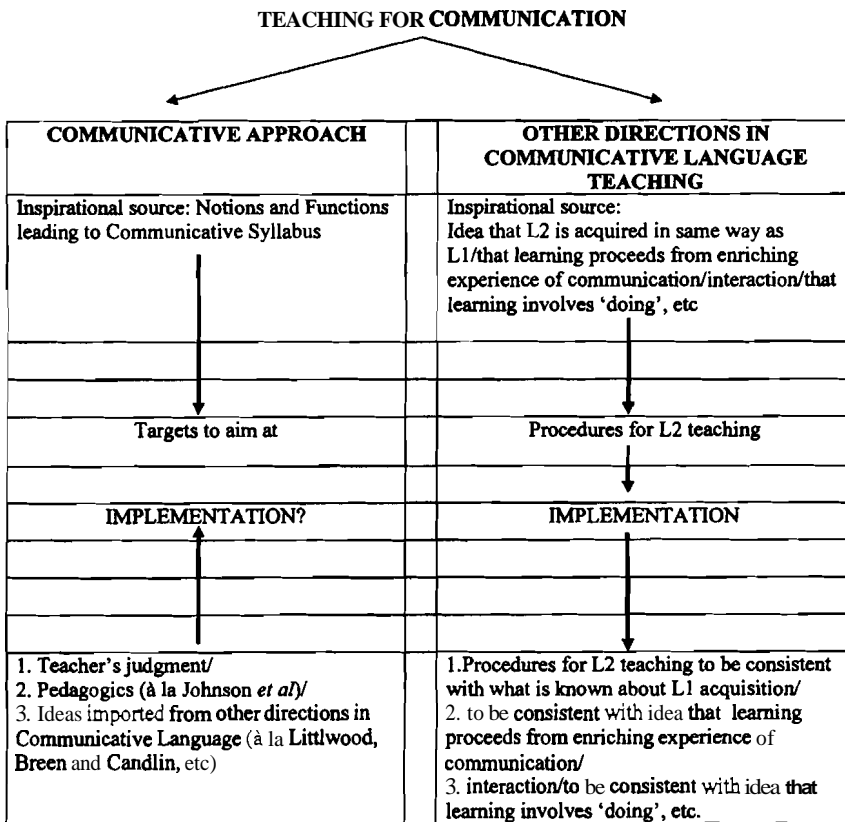 TEACHING FOR COMMUNICATION
COMMUNICATIVE APPROACH
OTHER DIRECTIONS IN
COMMUNICATIVE LANGUAGE
TEACHING
Inspirational source: Notions and Functions
leading to Communicative Syllabus
Inspirational source:
Idea that L2 is acquired in same way as
L1/that learning proceeds from enriching
experience of communication/interaction/that
learning involves ‘doing’, etc
Targets to aim at
Procedures for L2 teaching
IMPLEMENTATION?
IMPLEMENTATION
1. Teacher's judgment/
2. Pedagogics (à la Johnson et al)/
3. Ideas imported from other directions in
Communicative Language (à la Littlwood,
Breen and Candlin, etc)
1.Procedures for L2 teaching to be consistent
with what is known about L1 acquisition/
2. to be consistent with idea that learning
proceeds from enriching experience of
communication/
3. interaction/to be consistent with idea that
learning involves ‘doing’, etc.